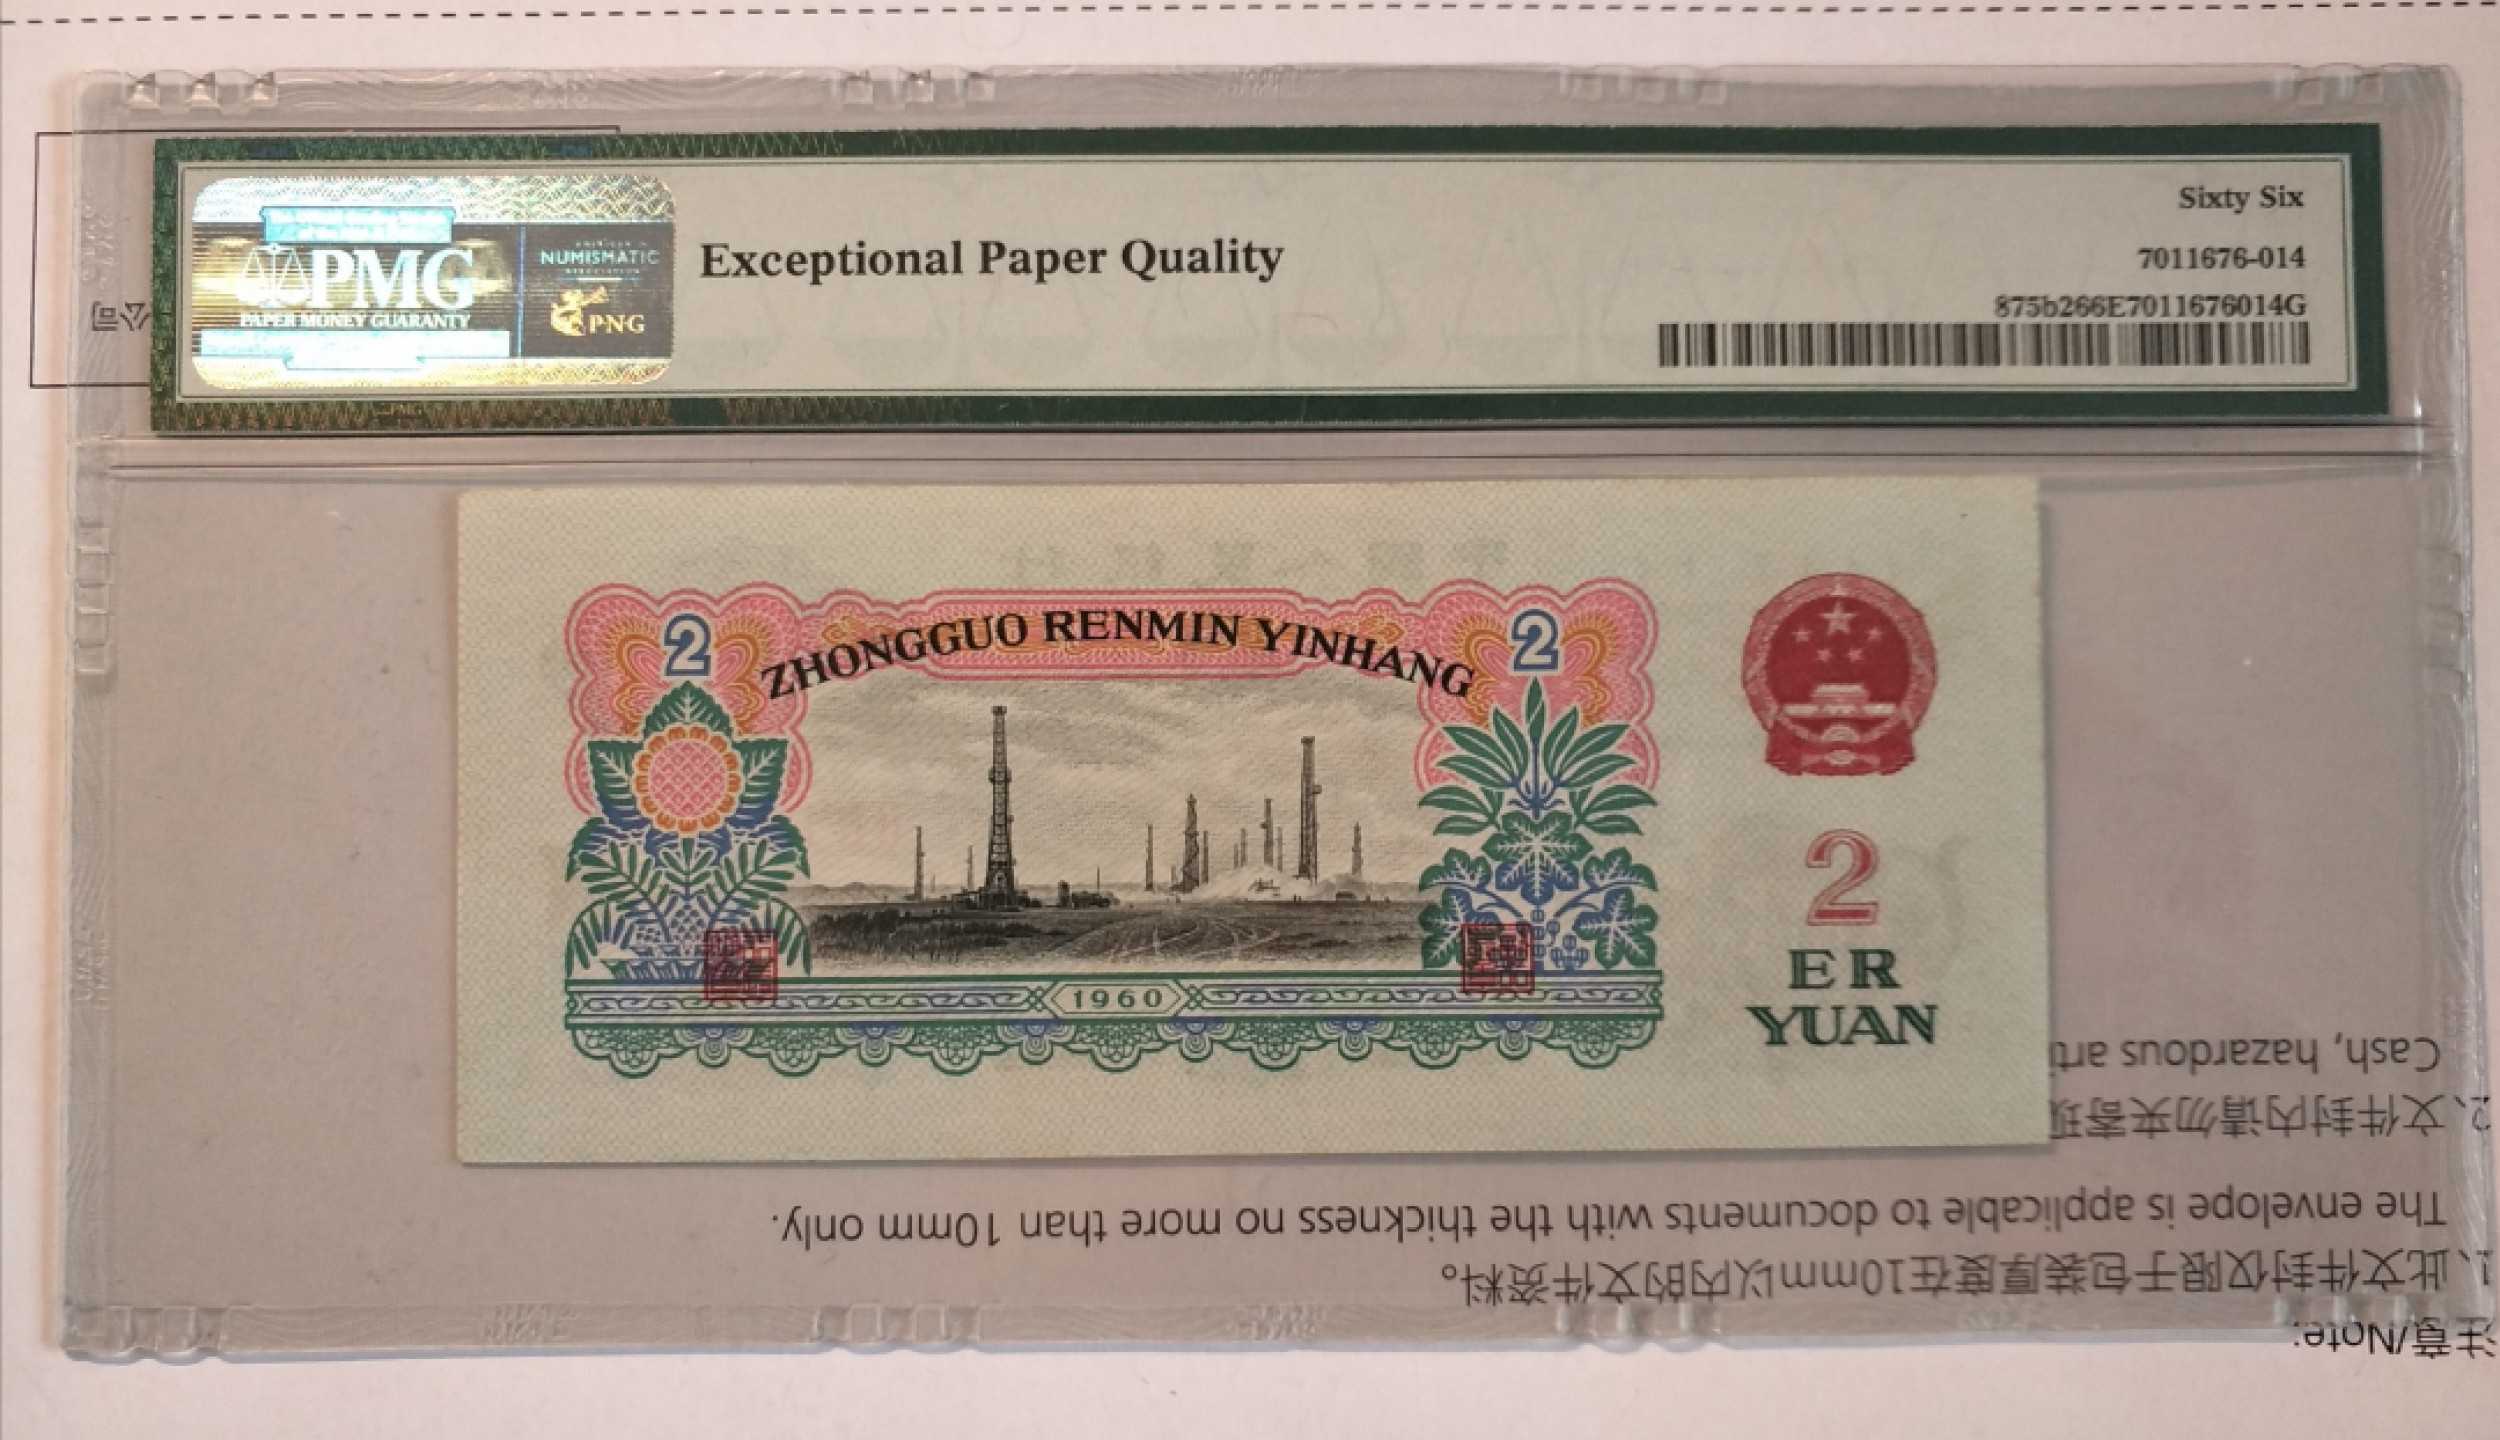 PMG
PAPER MONEY GUARANTY
NUMISMATIC
PNG
Exceptional Paper Quality
Sixty Six
7011676-014
875b266E7011676014G
2
ZHONGGUO RENMIN YINHANG
2
1960
2
ER
YUAN
注意/Note:
1、此文件封仅限于包装厚度在10mm以内的文件资料。
The envelope is applicable to documents with the thickness no more than 10mm only.
2、文件封内请勿夹寄现
Cash, hazardous arti